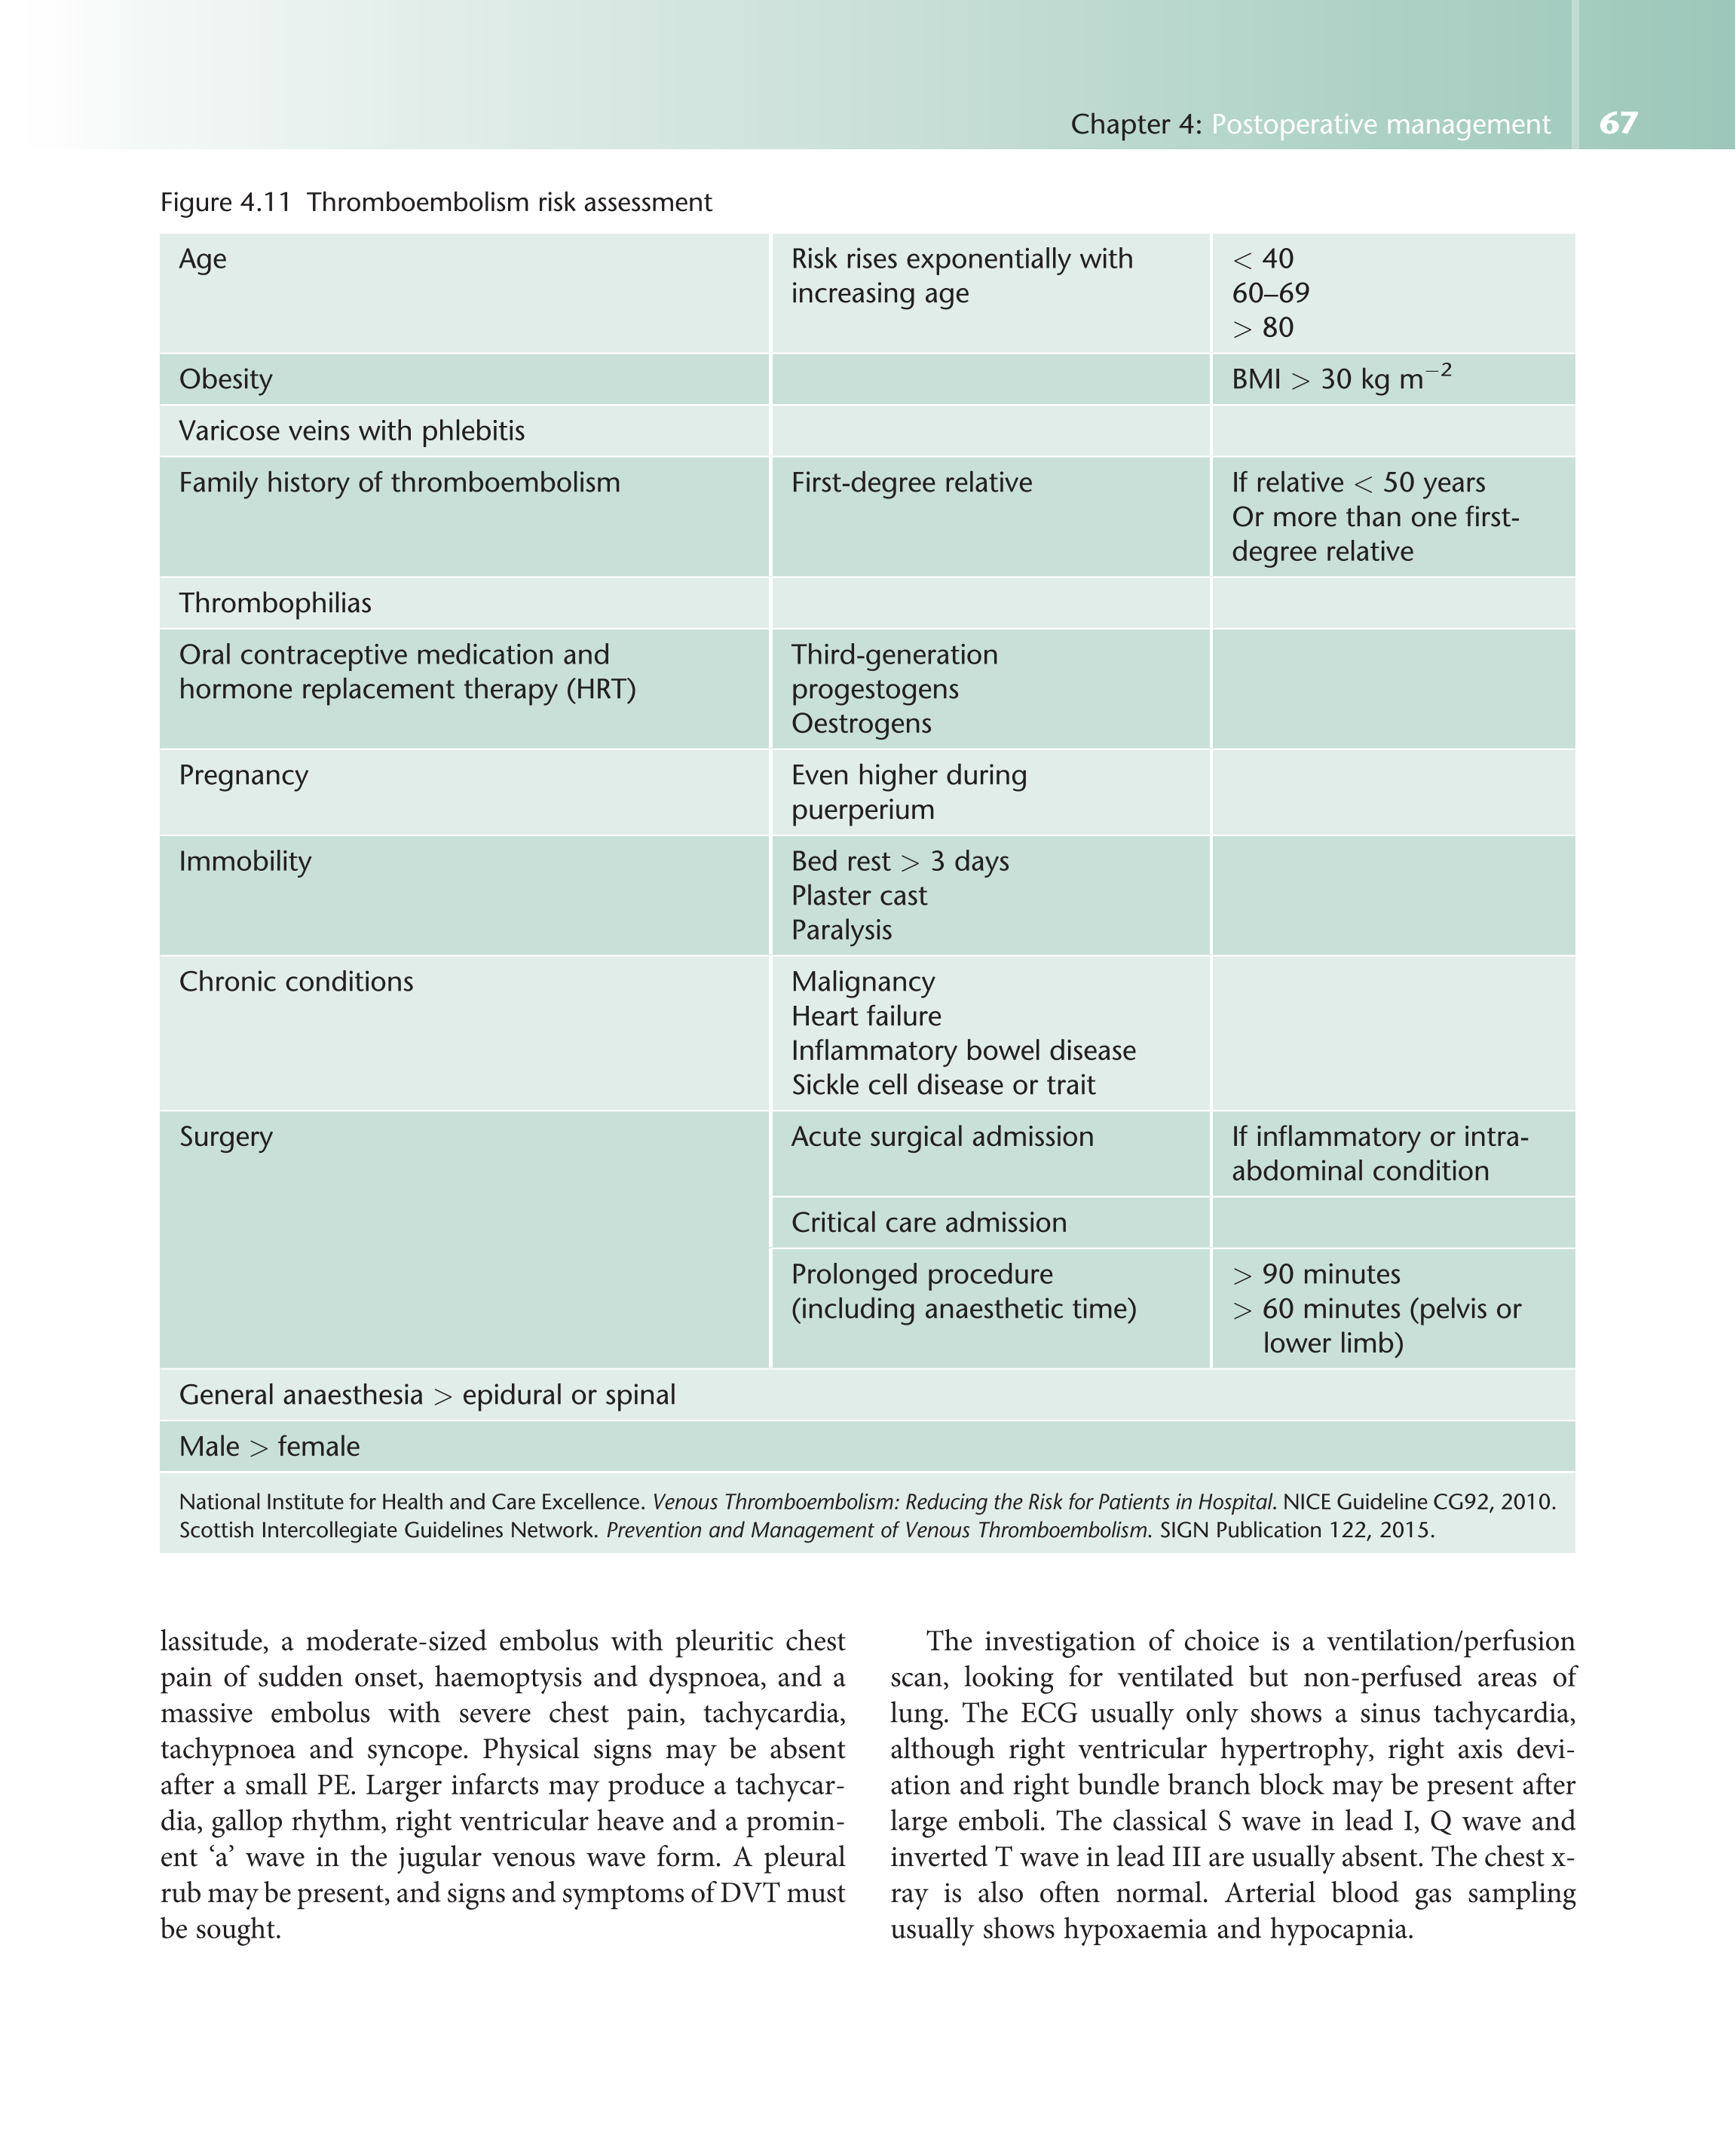 Chapter 4: Postoperative management 67
Figure 4.11 Thromboembolism risk assessment
Age
Risk rises exponentially with
increasing age
< 40
60–69
> 80
Obesity
BMI > 30 kg m⁻²
Varicose veins with phlebitis
Family history of thromboembolism
First-degree relative
If relative < 50 years
Or more than one first-
degree relative
Thrombophilias
Oral contraceptive medication and
hormone replacement therapy (HRT)
Third-generation
progestogens
Oestrogens
Pregnancy
Even higher during
puerperium
Immobility
Bed rest > 3 days
Plaster cast
Paralysis
Chronic conditions
Malignancy
Heart failure
Inflammatory bowel disease
Sickle cell disease or trait
Surgery
Acute surgical admission
If inflammatory or intra-
abdominal condition
Critical care admission
Prolonged procedure
(including anaesthetic time)
> 90 minutes
> 60 minutes (pelvis or
lower limb)
General anaesthesia > epidural or spinal
Male > female
National Institute for Health and Care Excellence. Venous Thromboembolism: Reducing the Risk for Patients in Hospital. NICE Guideline CG92, 2010.
Scottish Intercollegiate Guidelines Network. Prevention and Management of Venous Thromboembolism. SIGN Publication 122, 2015.
lassitude, a moderate-sized embolus with pleuritic chest
pain of sudden onset, haemoptysis and dyspnoea, and a
massive embolus with severe chest pain, tachycardia,
tachypnoea and syncope. Physical signs may be absent
after a small PE. Larger infarcts may produce a tachycar-
dia, gallop rhythm, right ventricular heave and a promin-
ent ‘a’ wave in the jugular venous wave form. A pleural
rub may be present, and signs and symptoms of DVT must
be sought.
The investigation of choice is a ventilation/perfusion
scan, looking for ventilated but non-perfused areas of
lung. The ECG usually only shows a sinus tachycardia,
although right ventricular hypertrophy, right axis devi-
ation and right bundle branch block may be present after
large emboli. The classical S wave in lead I, Q wave and
inverted T wave in lead III are usually absent. The chest x-
ray is also often normal. Arterial blood gas sampling
usually shows hypoxaemia and hypocapnia.